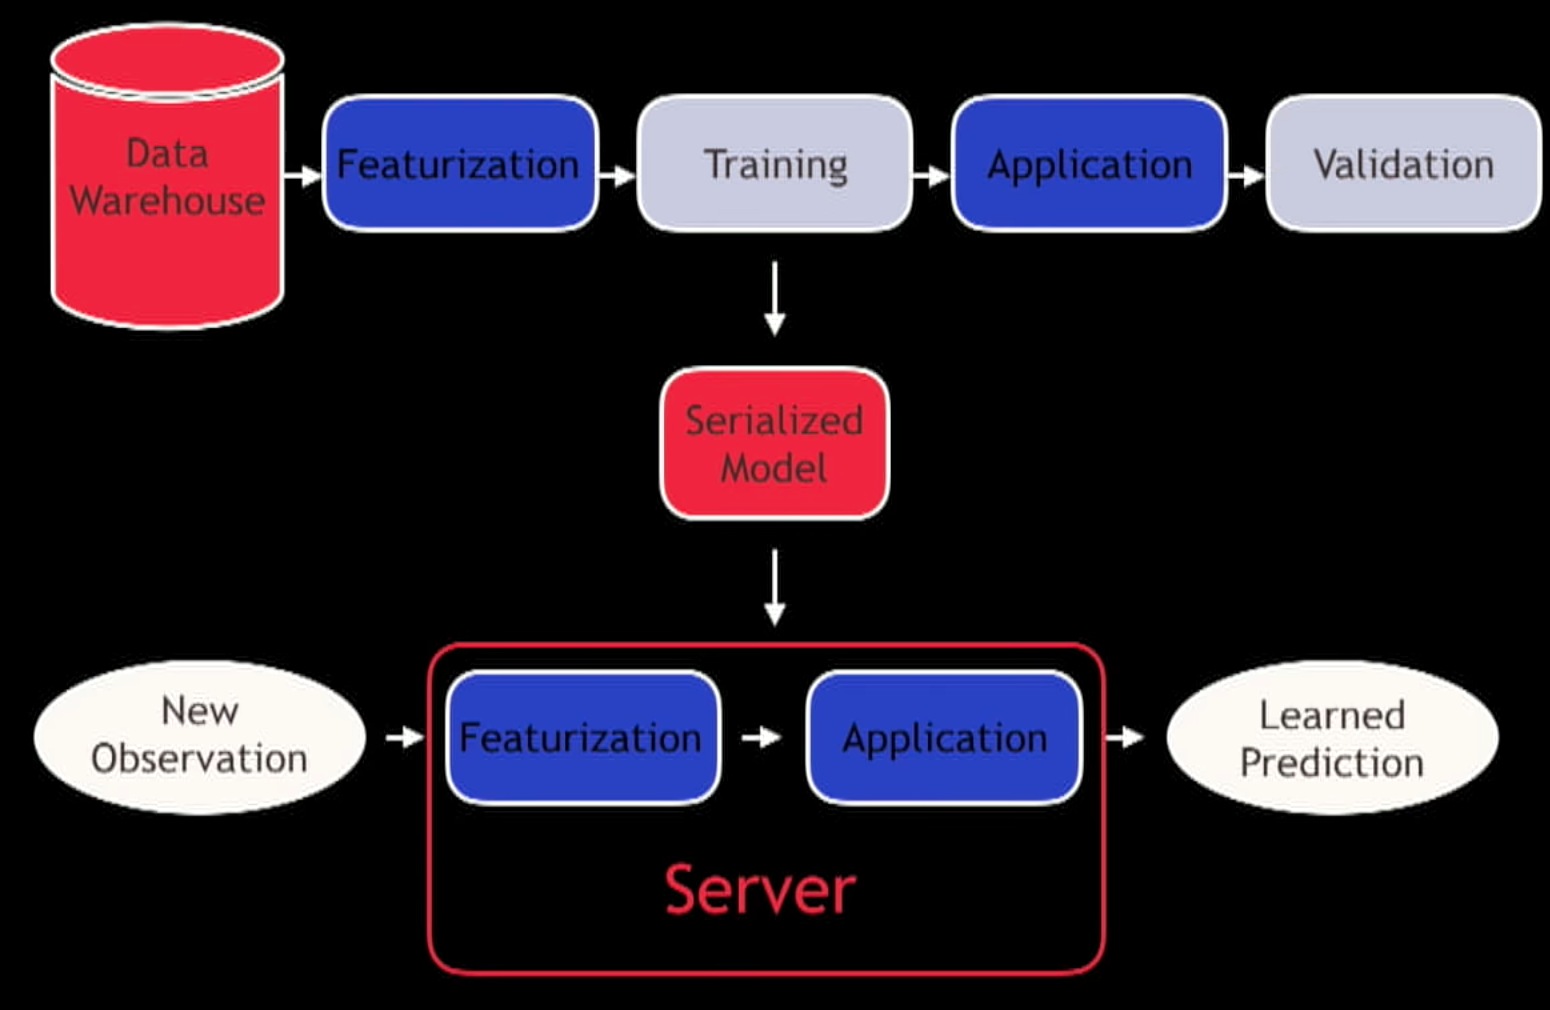 Data
Warehouse
Featurization
Training
Application
Validation
Serialized
Model
New
Observation
Featurization
Application
Learned
Prediction
Server